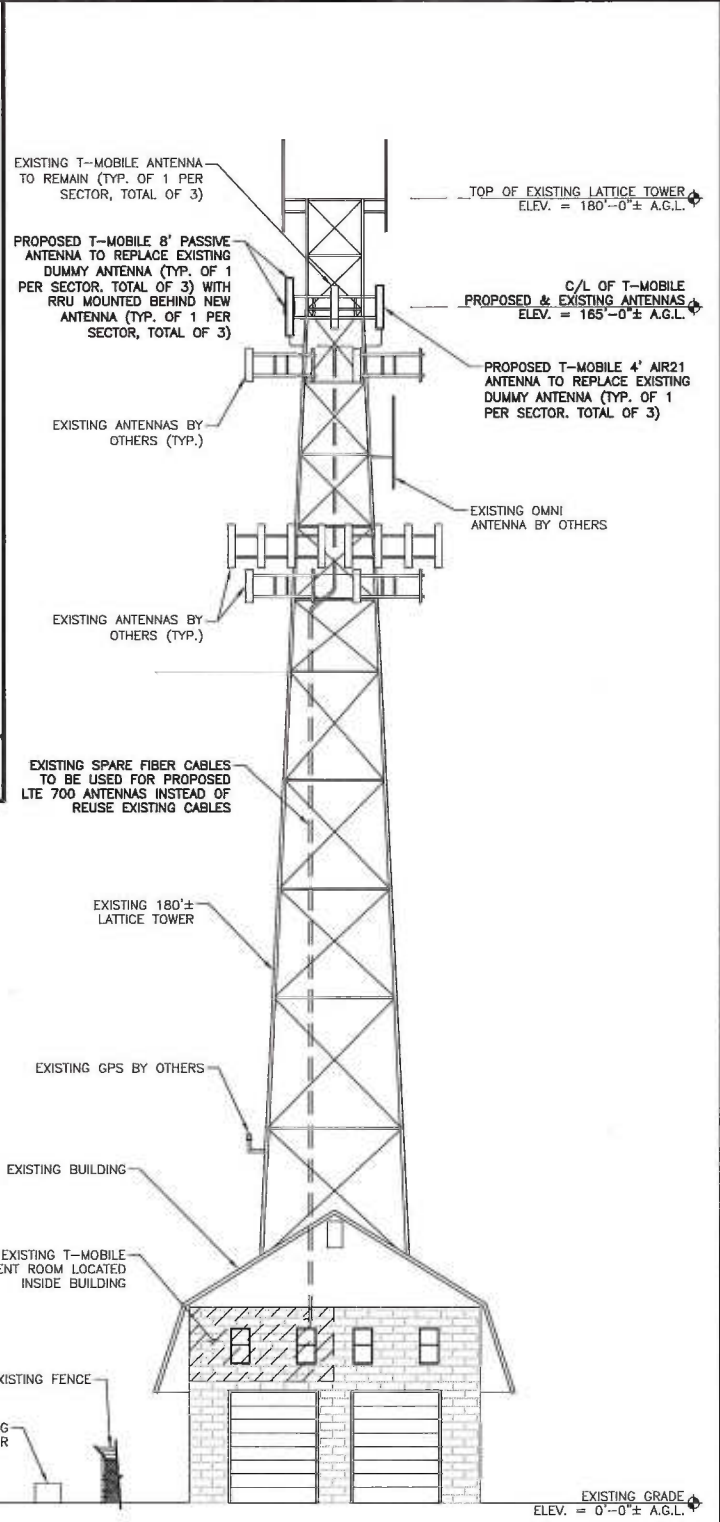 EXISTING T-MOBILE ANTENNA
TO REMAIN (TYP. OF 1 PER
SECTOR, TOTAL OF 3)
TOP OF EXISTING LATTICE TOWER
ELEV. = 180'-0"± A.G.L.
PROPOSED T-MOBILE 8' PASSIVE
ANTENNA TO REPLACE EXISTING
DUMMY ANTENNA (TYP. OF 1
PER SECTOR. TOTAL OF 3) WITH
RRU MOUNTED BEHIND NEW
ANTENNA (TYP. OF 1 PER
SECTOR, TOTAL OF 3)
C/L OF T-MOBILE
PROPOSED & EXISTING ANTENNAS
ELEV. = 165'-0"± A.G.L.
PROPOSED T-MOBILE 4' AIR21
ANTENNA TO REPLACE EXISTING
DUMMY ANTENNA (TYP. OF 1
PER SECTOR. TOTAL OF 3)
EXISTING ANTENNAS BY
OTHERS (TYP.)
EXISTING OMNI
ANTENNA BY OTHERS
EXISTING ANTENNAS BY
OTHERS (TYP.)
EXISTING SPARE FIBER CABLES
TO BE USED FOR PROPOSED
LTE 700 ANTENNAS INSTEAD OF
REUSE EXISTING CABLES
EXISTING 180'±
LATTICE TOWER
EXISTING GPS BY OTHERS
EXISTING BUILDING
EXISTING T-MOBILE
ENT ROOM LOCATED
INSIDE BUILDING
XISTING FENCE
G
R
EXISTING GRADE
ELEV. = 0'-0"± A.G.L.